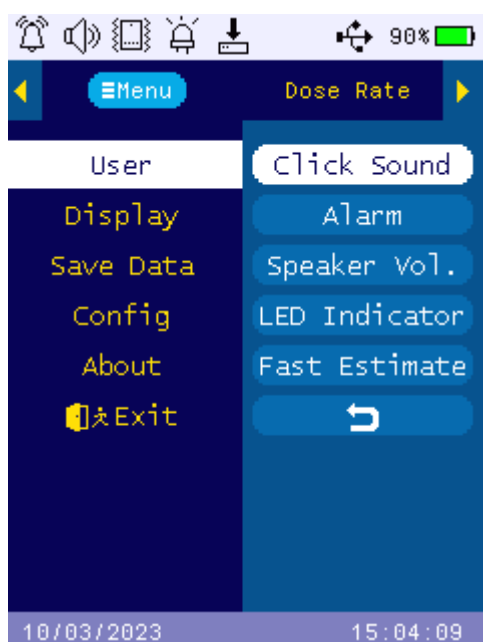 90%
Menu Dose Rate
User Click Sound
Display Alarm
Save Data Speaker Vol.
Config LED Indicator
About Fast Estimate
Exit
10/03/2023 15:04:09